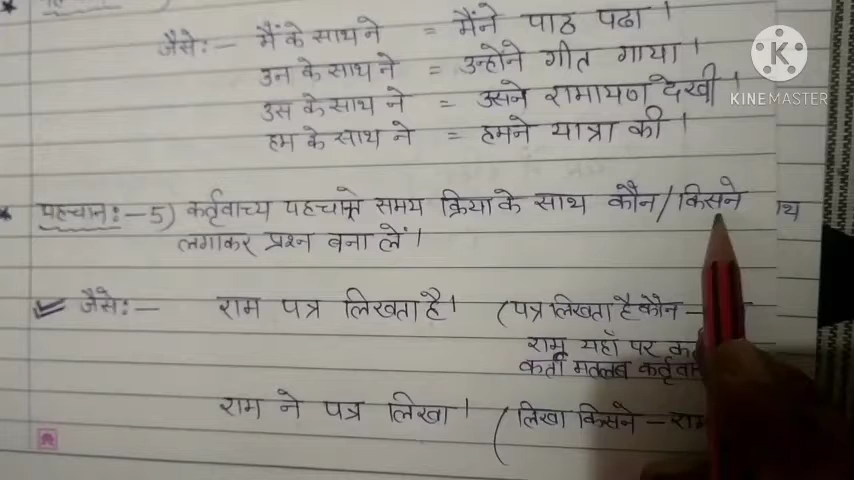 जैसेः- मैं के साथ ने = मैंने पाठ पढा ।
उन के साथ ने = उन्होंने गीत गाया ।
उस के साथ ने = उसने रामायण देखी ।
हम के साथ ने = हमने यात्रा की ।
KINEMASTER
पहचानः-5) कर्तृवाच्य पहचानते समय क्रिया के साथ कौन/किसने
लगाकर प्रश्न बना लें ।
जैसेः- राम पत्र लिखता है । (पत्र लिखता है कौन -
राम यहाँ पर
कर्ता मतलब
राम ने पत्र लिखा । (लिखा किसने - राम